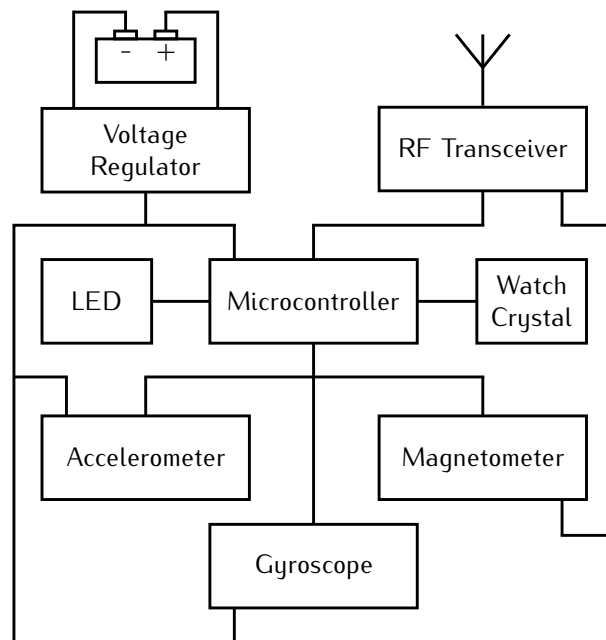 - +
Voltage
Regulator
RF Transceiver
LED
Microcontroller
Watch
Crystal
Accelerometer
Magnetometer
Gyroscope